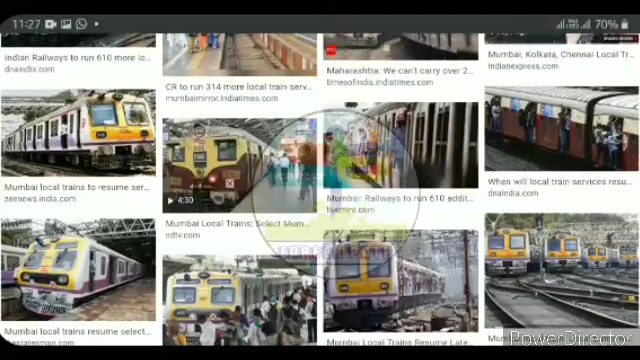 11:27
70%
Indian Railways to run 610 more lo...
dnaindia.com
CR to run 314 more local train serv...
mumbaimirror.indiatimes.com
Maharashtra: We can't carry over 2...
timesofindia.indiatimes.com
Mumbai, Kolkata, Chennai Local Tr...
indianexpress.com
Mumbai local trains to resume ser...
zeenews.india.com
4:30
Mumbai Local Trains: Select Mum...
ndtv.com
Mumbai: Railways to run 610 addit...
livemint.com
When will local train services resu...
dnaindia.com
Mumbai local trains resume select...
thestatesman.com
Mumbai Local Trains Resume Late...
PowerDirector